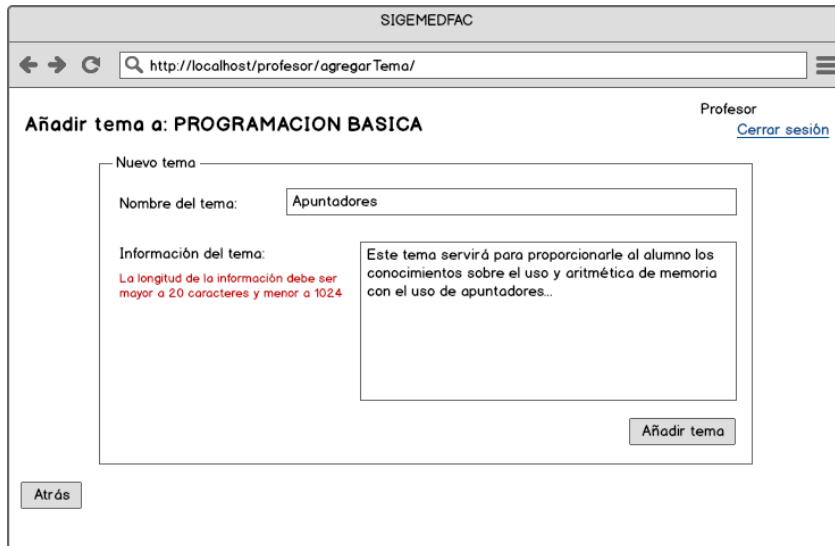 SIGEMEDFAC
http://localhost/profesor/agregarTema/
Profesor
Cerrar sesión
Añadir tema a: PROGRAMACION BASICA
Nuevo tema
Nombre del tema:
Apuntadores
Información del tema:
La longitud de la información debe ser
mayor a 20 caracteres y menor a 1024
Este tema servirá para proporcionarle al alumno los
conocimientos sobre el uso y aritmética de memoria
con el uso de apuntadores...
Añadir tema
Atrás